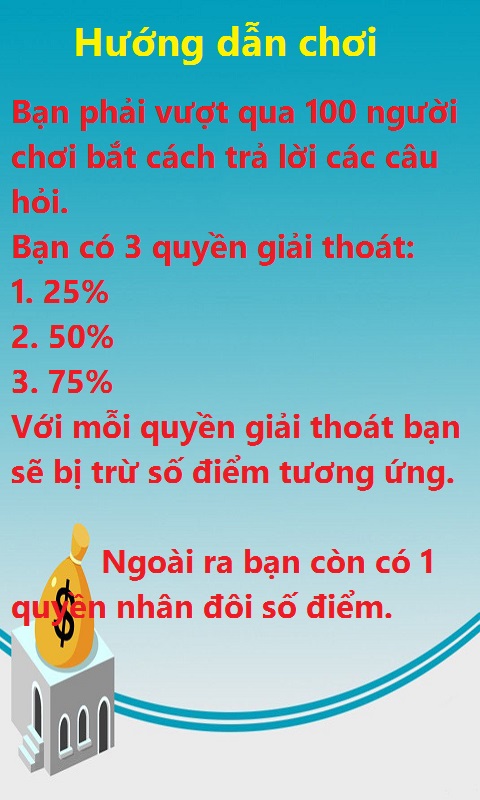 Hướng dẫn chơi
Bạn phải vượt qua 100 người
chơi bắt cách trả lời các câu
hỏi.
Bạn có 3 quyền giải thoát:
1. 25%
2. 50%
3. 75%
Với mỗi quyền giải thoát bạn
sẽ bị trừ số điểm tương ứng.
Ngoài ra bạn còn có 1
quyền nhân đôi số điểm.
$